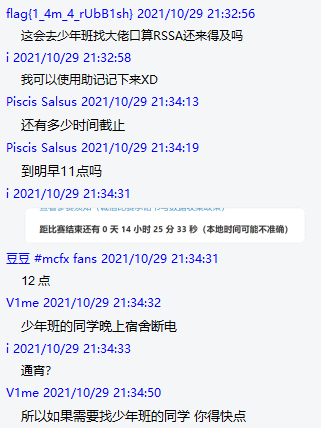 flag{1_4m_4_rUbB1sh} 2021/10/29 21:32:56
这会去少年班找大佬口算RSSA还来得及吗
i 2021/10/29 21:32:58
我可以使用助记记下来XD
Piscis Salsus 2021/10/29 21:34:13
还有多少时间截止
Piscis Salsus 2021/10/29 21:34:19
到明早11点吗
i 2021/10/29 21:34:31
距比赛结束还有 0 天 14 小时 25 分 33 秒（本地时间可能不准确）
豆豆 #mcfx fans 2021/10/29 21:34:31
12 点
V1me 2021/10/29 21:34:32
少年班的同学晚上宿舍断电
i 2021/10/29 21:34:33
通宵？
V1me 2021/10/29 21:34:50
所以如果需要找少年班的同学 你得快点